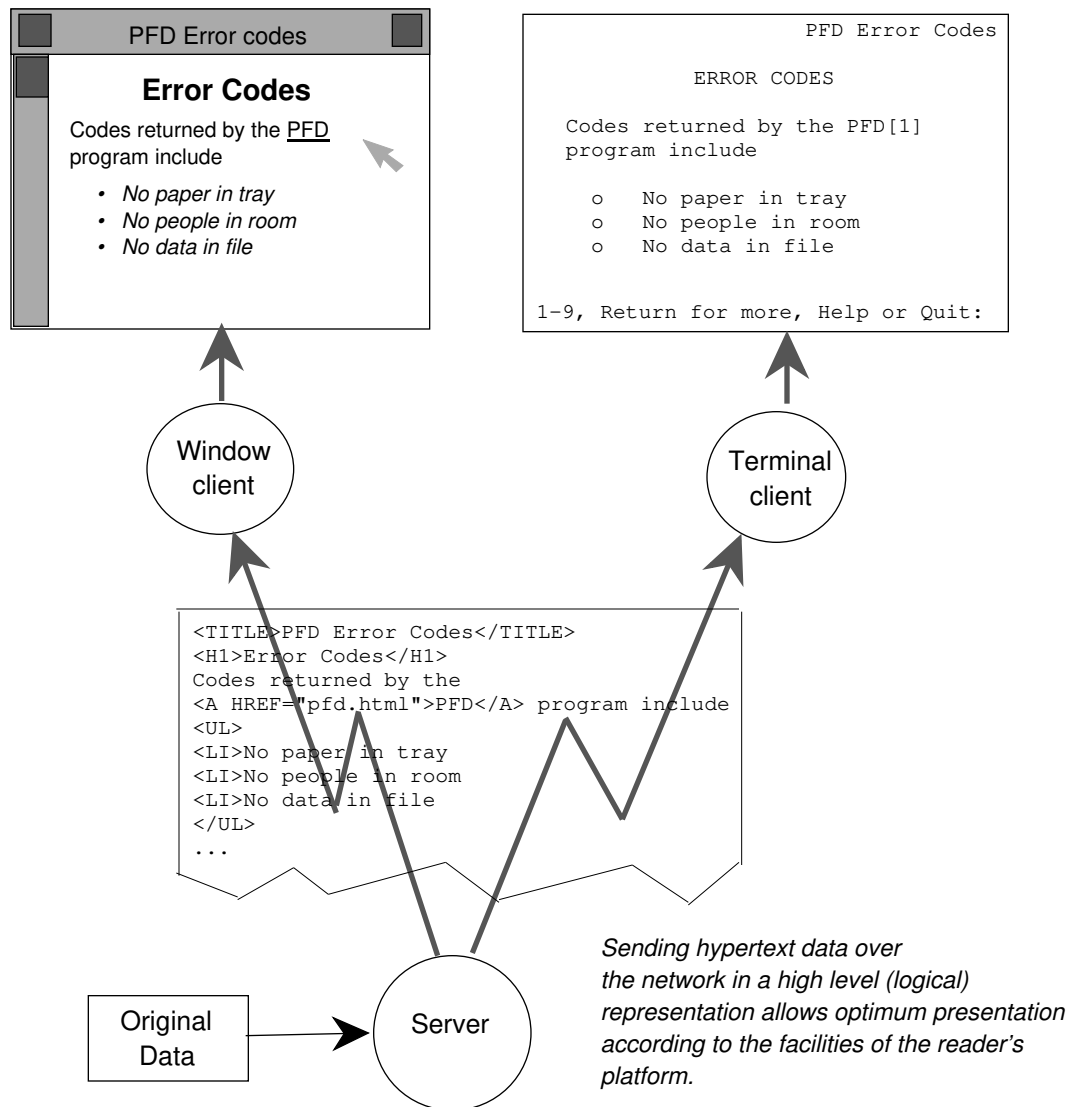 PFD Error codes
Error Codes
Codes returned by the PFD
program include
• No paper in tray
• No people in room
• No data in file
PFD Error Codes
ERROR CODES
Codes returned by the PFD[1]
program include
o No paper in tray
o No people in room
o No data in file
1-9, Return for more, Help or Quit:
Window
client
Terminal
client
<TITLE>PFD Error Codes</TITLE>
<H1>Error Codes</H1>
Codes returned by the
<A HREF="pfd.html">PFD</A> program include
<UL>
<LI>No paper in tray
<LI>No people in room
<LI>No data in file
</UL>
...
Original
Data
Server
Sending hypertext data over
the network in a high level (logical)
representation allows optimum presentation
according to the facilities of the reader's
platform.